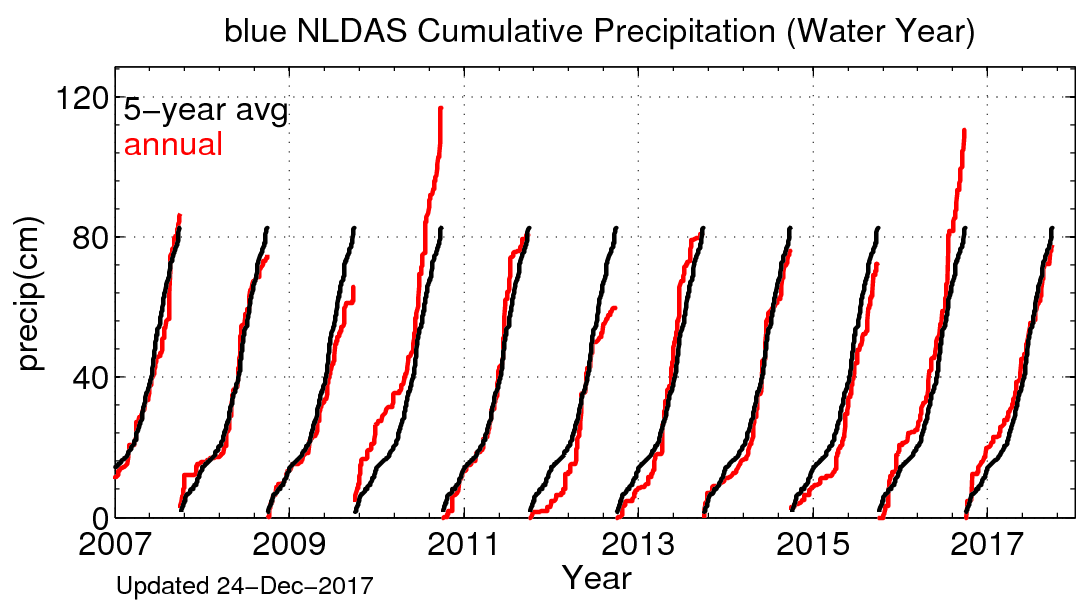 blue NLDAS Cumulative Precipitation (Water Year)
120
5−year avg
annual
80
precip(cm)
40
0
2007 2009 2011 2013 2015 2017
Year
Updated 24−Dec−2017